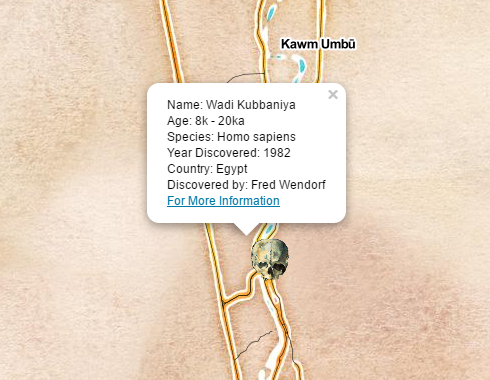 Kawm Umbū
Name: Wadi Kubbaniya
Age: 8k - 20ka
Species: Homo sapiens
Year Discovered: 1982
Country: Egypt
Discovered by: Fred Wendorf
For More Information